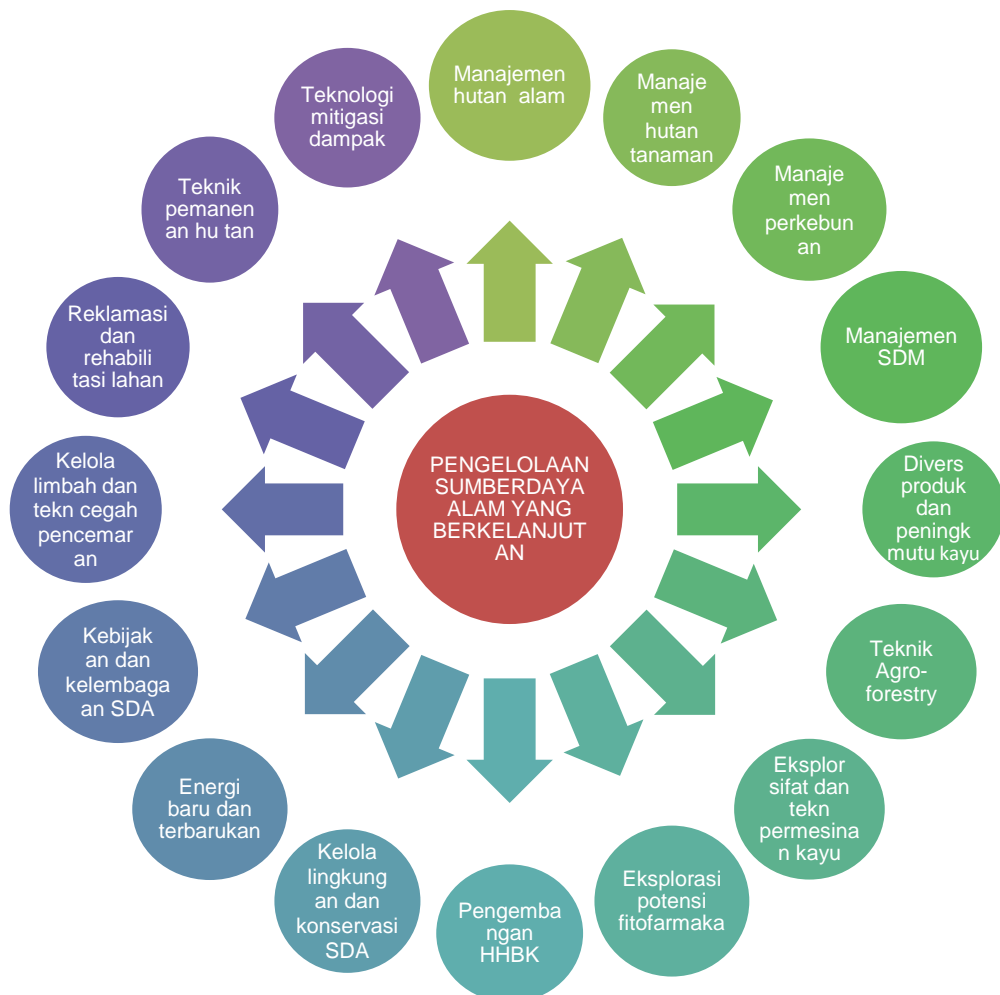 Manajemen
hutan  alam
Manaje
men
hutan
tanaman
Manaje
men
perkebun
an
Manajemen
SDM
Divers
produk
dan
peningk
mutu kayu
Teknik
Agro-
forestry
Eksplor
sifat dan
tekn
permesina
n kayu
Eksplorasi
potensi
fitofarmaka
Pengemba
ngan
HHBK
Kelola
lingkung
an dan
konservasi
SDA
Energi
baru dan
terbarukan
Kebijak
an dan
kelembaga
an SDA
Kelola
limbah dan
tekn cegah
pencemar
an
Reklamasi
dan
rehabili
tasi lahan
Teknik
pemanen
an hu tan
Teknologi
mitigasi
dampak
PENGELOLAAN
SUMBERDAYA
ALAM YANG
BERKELANJUT
AN